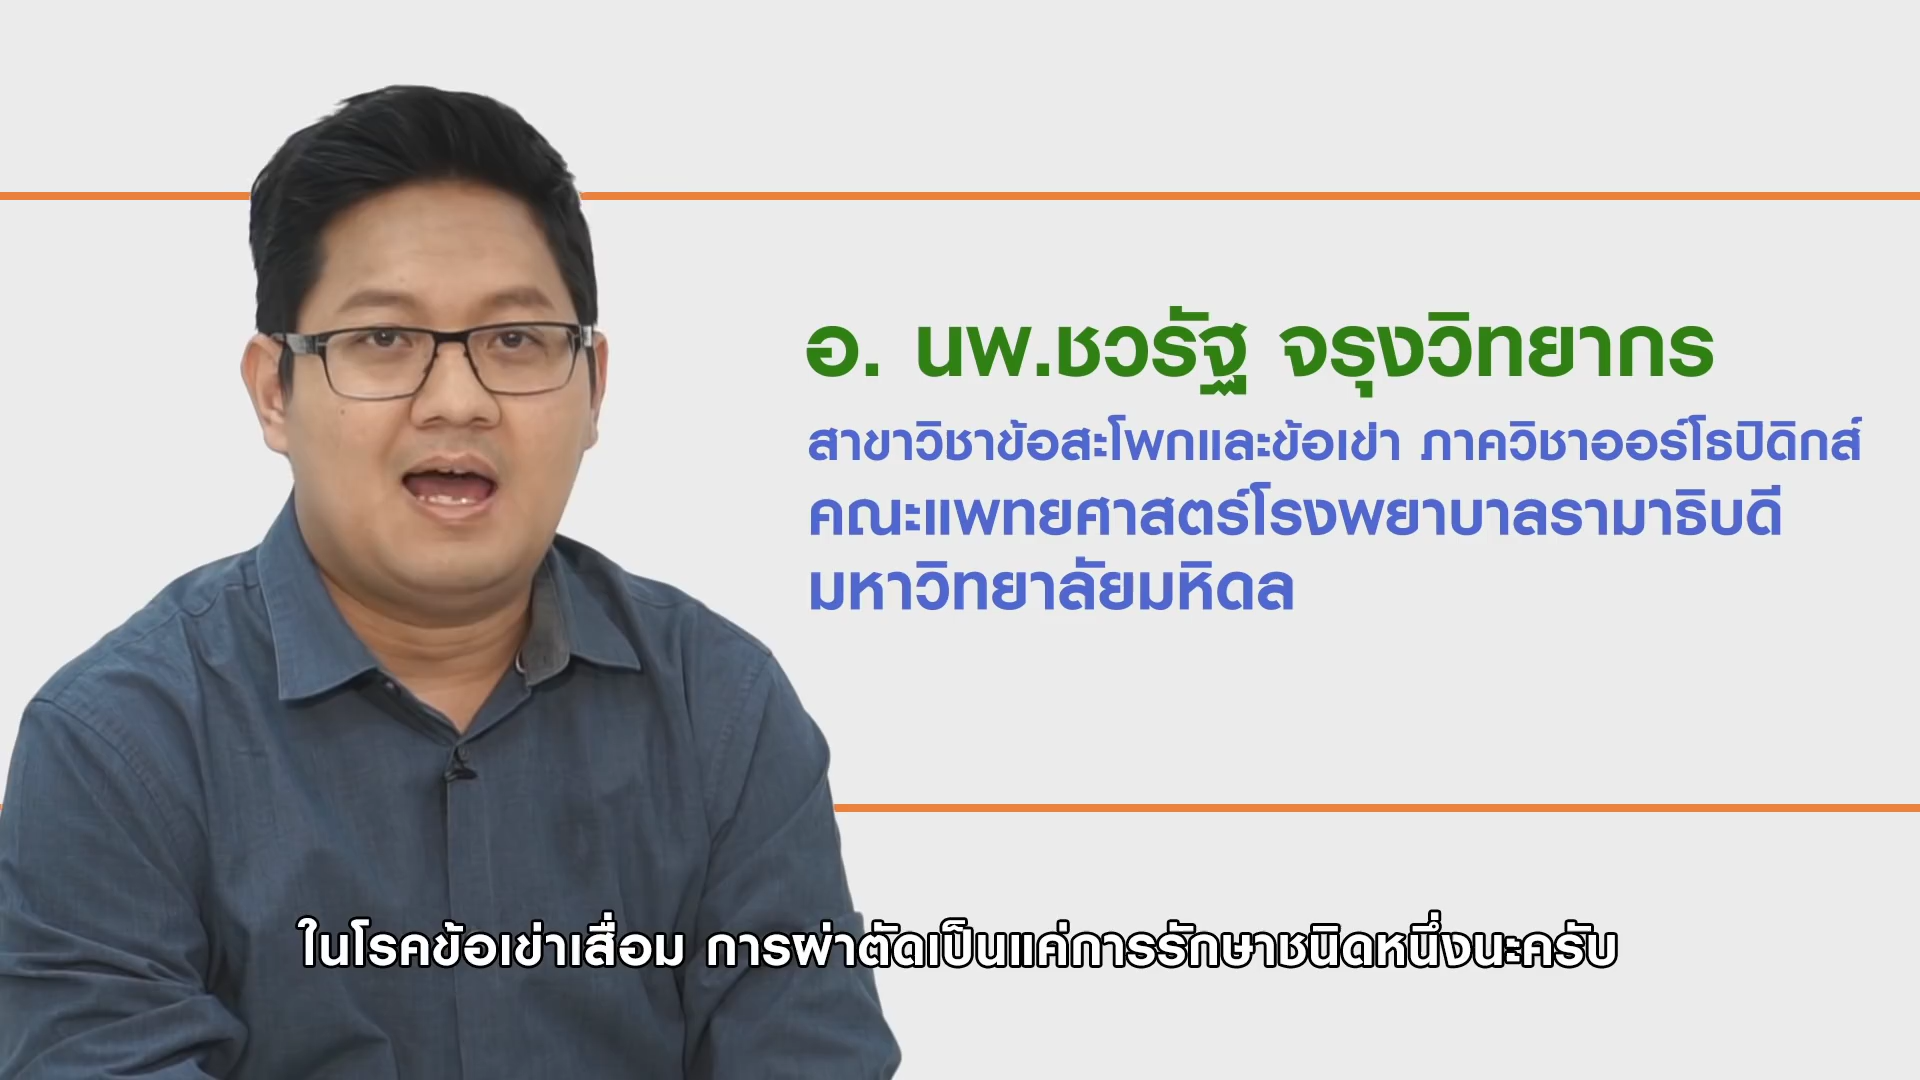 อ. นพ.ชวรัฐ จรุงวิทยากร
สาขาวิชาข้อสะโพกและข้อเข่า ภาควิชาออร์โธปิดิกส์
คณะแพทยศาสตร์โรงพยาบาลรามาธิบดี
มหาวิทยาลัยมหิดล
ในโรคข้อเข่าเสื่อม การผ่าตัดเป็นแค่การรักษาชนิดหนึ่งนะครับ